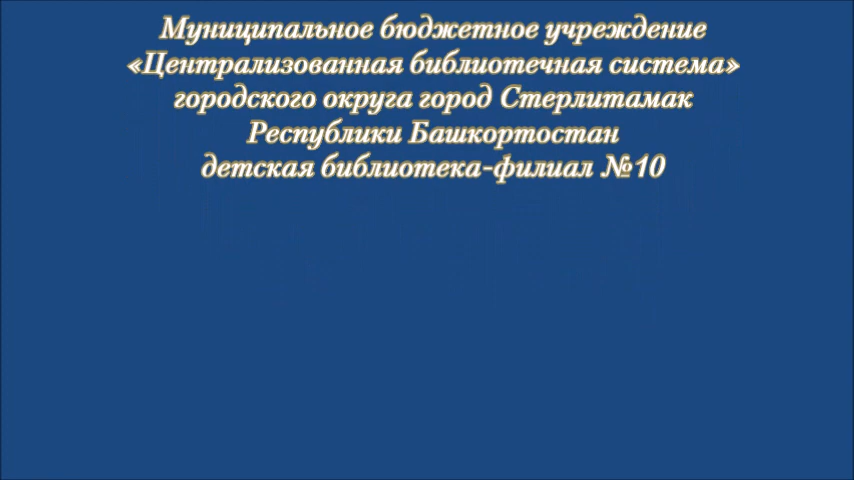 Муниципальное бюджетное учреждение
«Централизованная библиотечная система»
городского округа город Стерлитамак
Республики Башкортостан
детская библиотека-филиал №10